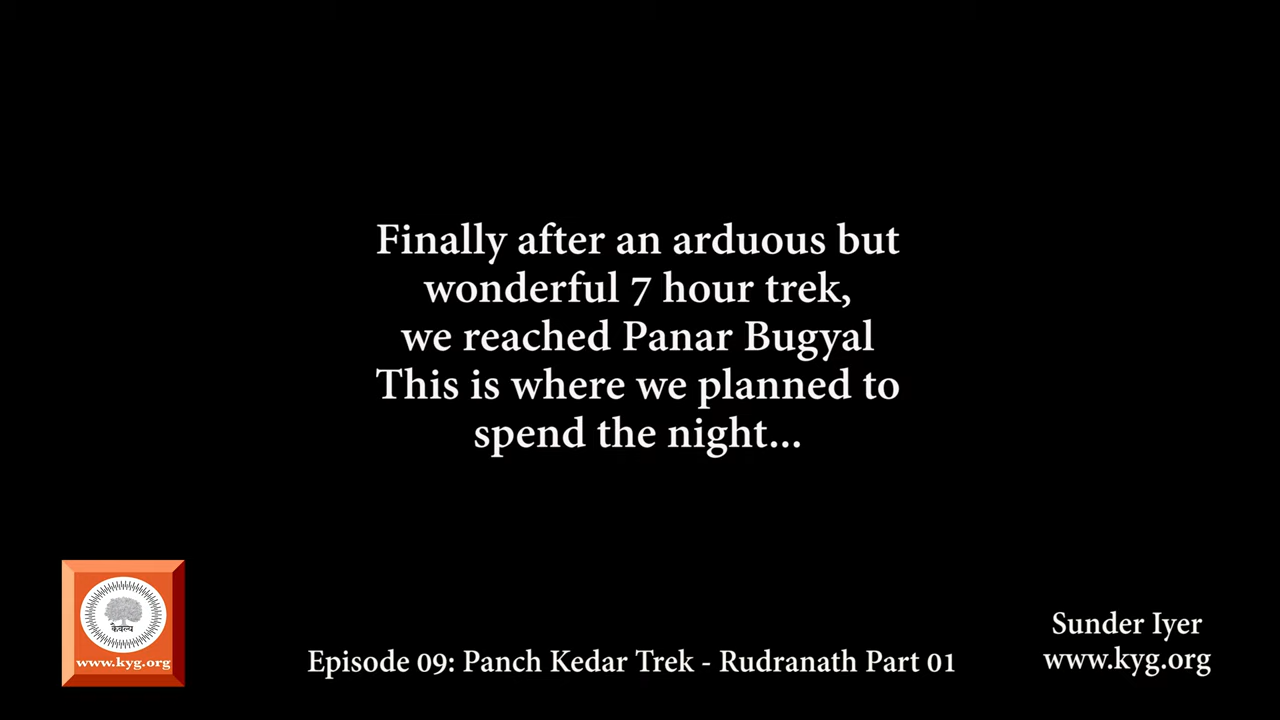 Finally after an arduous but
wonderful 7 hour trek,
we reached Panar Bugyal
This is where we planned to
spend the night...
कैवल्य
www.kyg.org
Episode 09: Panch Kedar Trek - Rudranath Part 01
Sunder Iyer
www.kyg.org